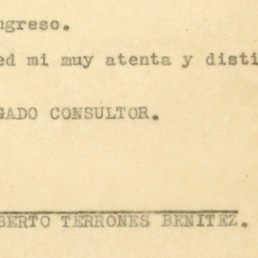 ngreso.
ed mi muy atenta y disti
GADO CONSULTOR.
BERTO TERRONES BENITEZ.